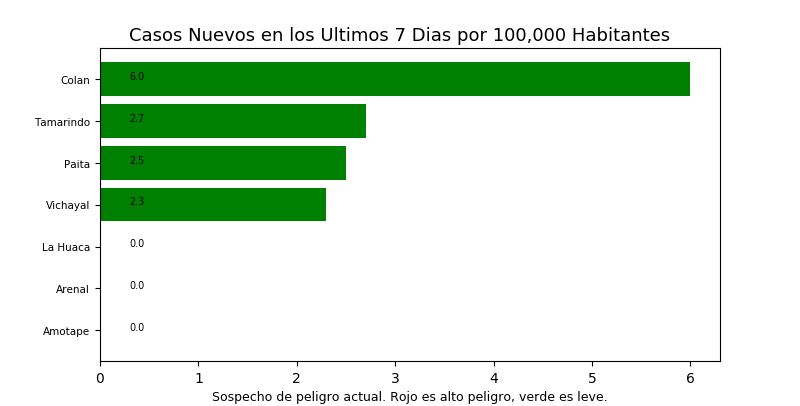 Casos Nuevos en los Ultimos 7 Dias por 100,000 Habitantes
Colan 6.0
Tamarindo 2.7
Paita 2.5
Vichayal 2.3
La Huaca 0.0
Arenal 0.0
Amotape 0.0
0 1 2 3 4 5 6
Sospecho de peligro actual. Rojo es alto peligro, verde es leve.